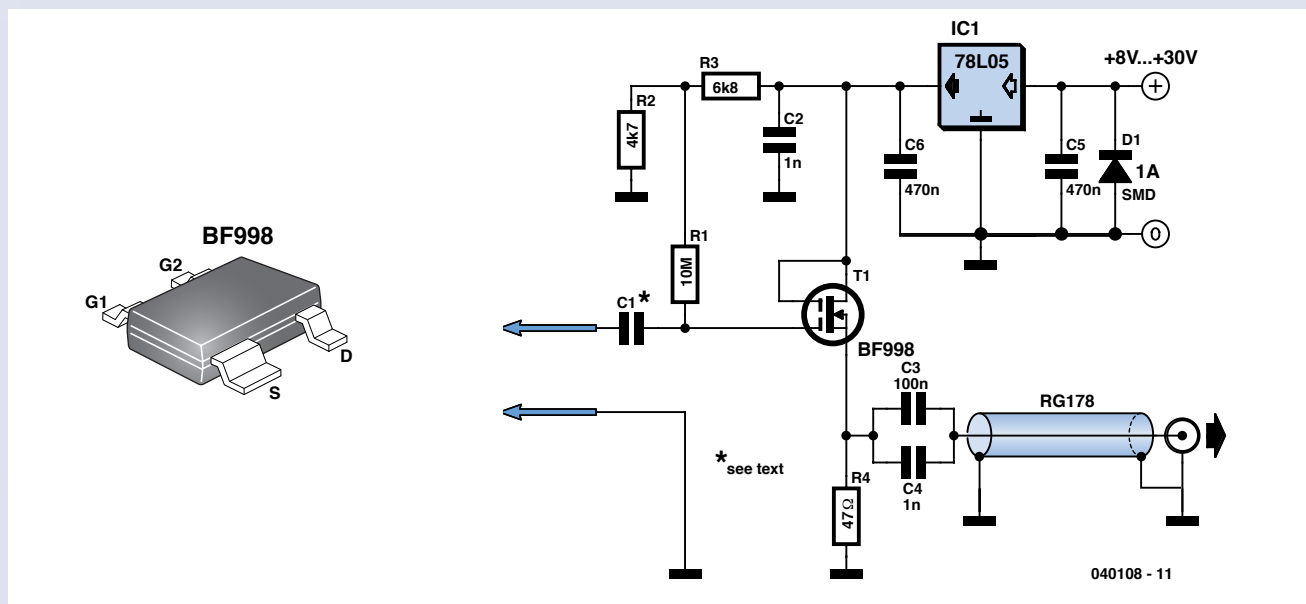 BF998
G2
G1
D
S
IC1
78L05
+8V...+30V
R3
6k8
R2
4k7
C2
1n
C6
470n
C5
470n
D1
1A
SMD
R1
10M
C1*
T1
BF998
C3
100n
C4
1n
RG178
R4
47Ω
*see text
+
0
040108 - 11